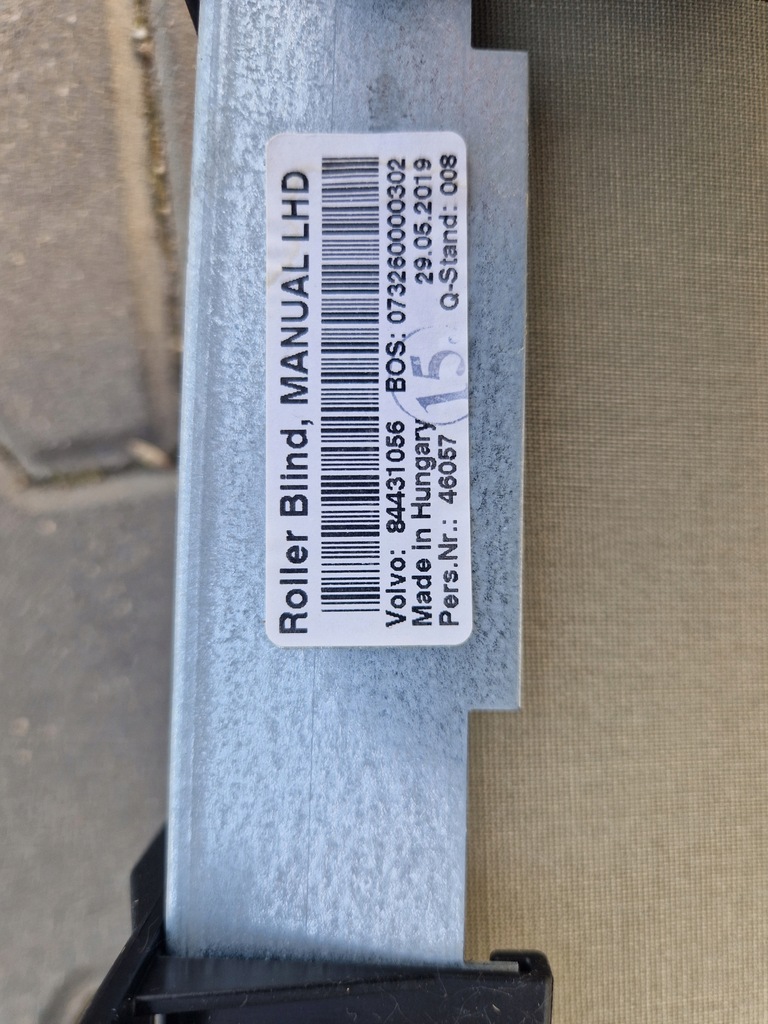 Roller Blind, MANUAL LHD
Volvo: 84431056 BOS: 0732600000302
Made in Hungary 29.05.2019
Pers.Nr.: 46057 Q-Stand: 008
15